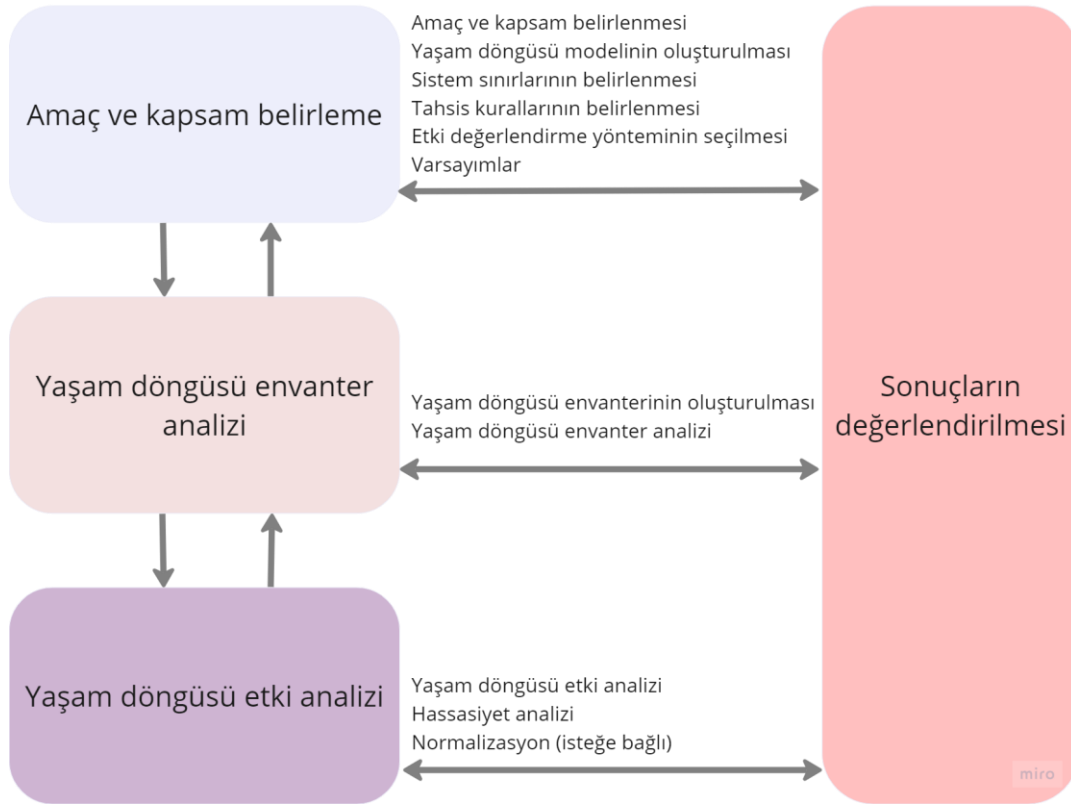 Amaç ve kapsam belirleme
Amaç ve kapsam belirlenmesi
Yaşam döngüsü modelinin oluşturulması
Sistem sınırlarının belirlenmesi
Tahsis kurallarının belirlenmesi
Etki değerlendirme yönteminin seçilmesi
Varsayımlar
Yaşam döngüsü envanter
analizi
Yaşam döngüsü envanterinin oluşturulması
Yaşam döngüsü envanter analizi
Sonuçların
değerlendirilmesi
Yaşam döngüsü etki analizi
Yaşam döngüsü etki analizi
Hassasiyet analizi
Normalizasyon (isteğe bağlı)
miro